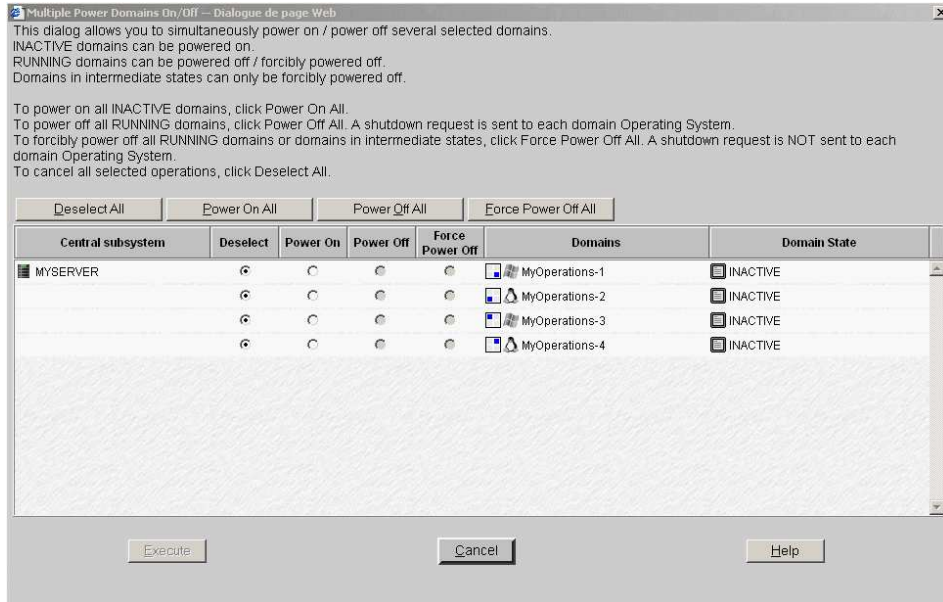 Multiple Power Domains On/Off -- Dialogue de page Web
This dialog allows you to simultaneously power on / power off several selected domains.
INACTIVE domains can be powered on.
RUNNING domains can be powered off / forcibly powered off.
Domains in intermediate states can only be forcibly powered off.
To power on all INACTIVE domains, click Power On All.
To power off all RUNNING domains, click Power Off All. A shutdown request is sent to each domain Operating System.
To forcibly power off all RUNNING domains or domains in intermediate states, click Force Power Off All. A shutdown request is NOT sent to each
domain Operating System.
To cancel all selected operations, click Deselect All.
Deselect All Power On All Power Off All Force Power Off All
Central subsystem Deselect Power On Power Off Force Power Off Domains Domain State
MYSERVER MyOperations-1 INACTIVE
MyOperations-2 INACTIVE
MyOperations-3 INACTIVE
MyOperations-4 INACTIVE
Execute Cancel Help